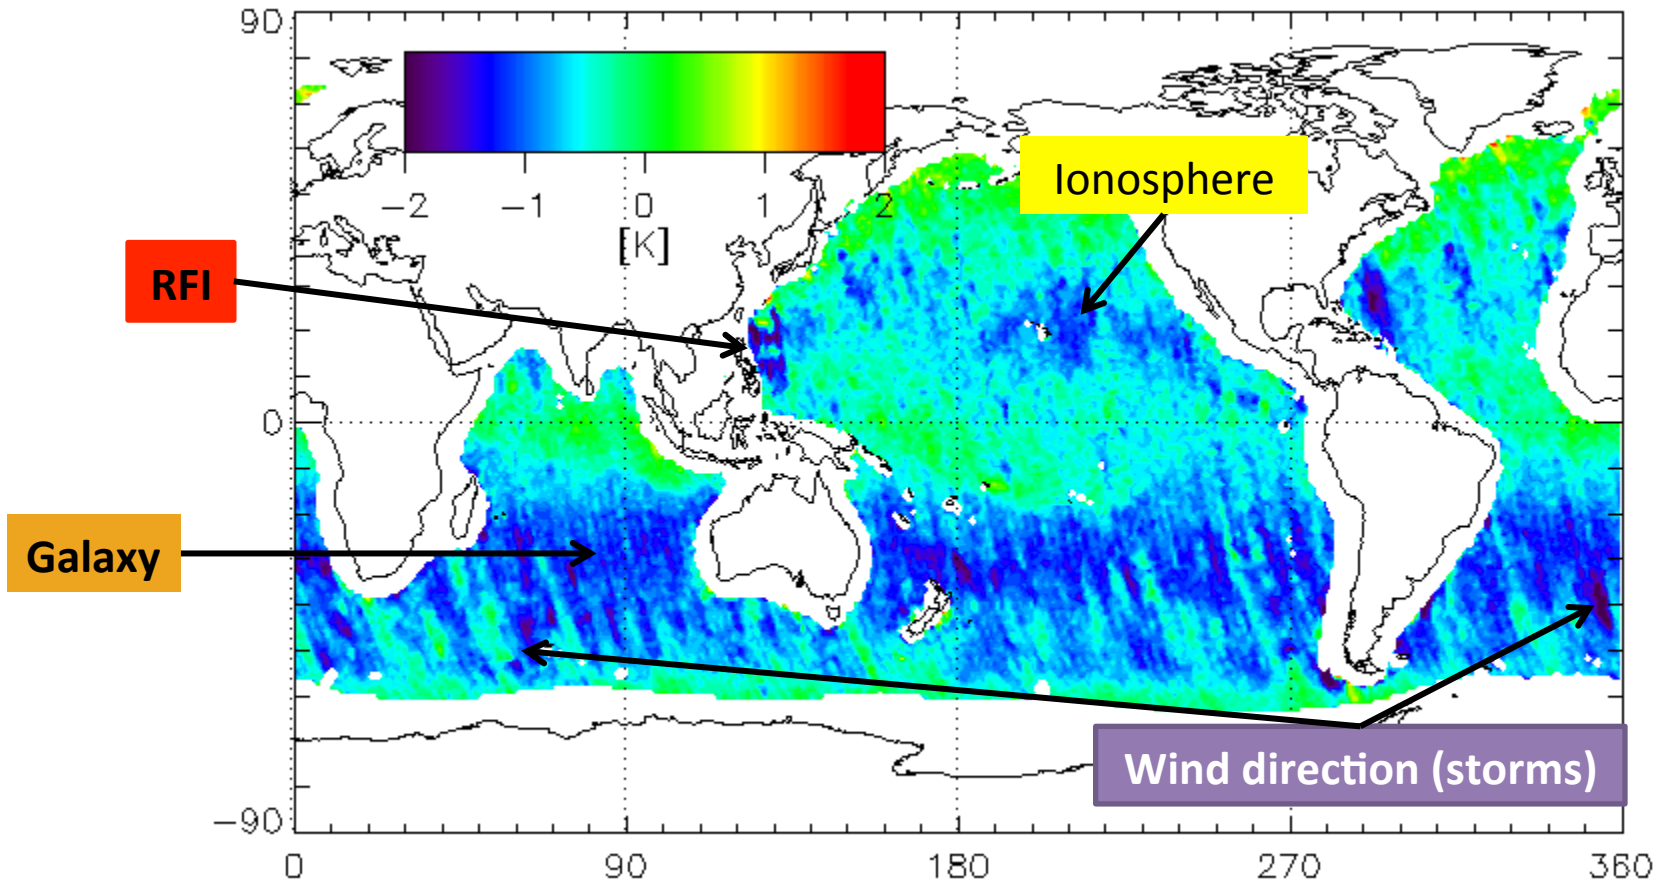 90
−2 −1 0 1 2
[K]
Ionosphere
RFI
0
Galaxy
Wind direction (storms)
−90
0 90 180 270 360